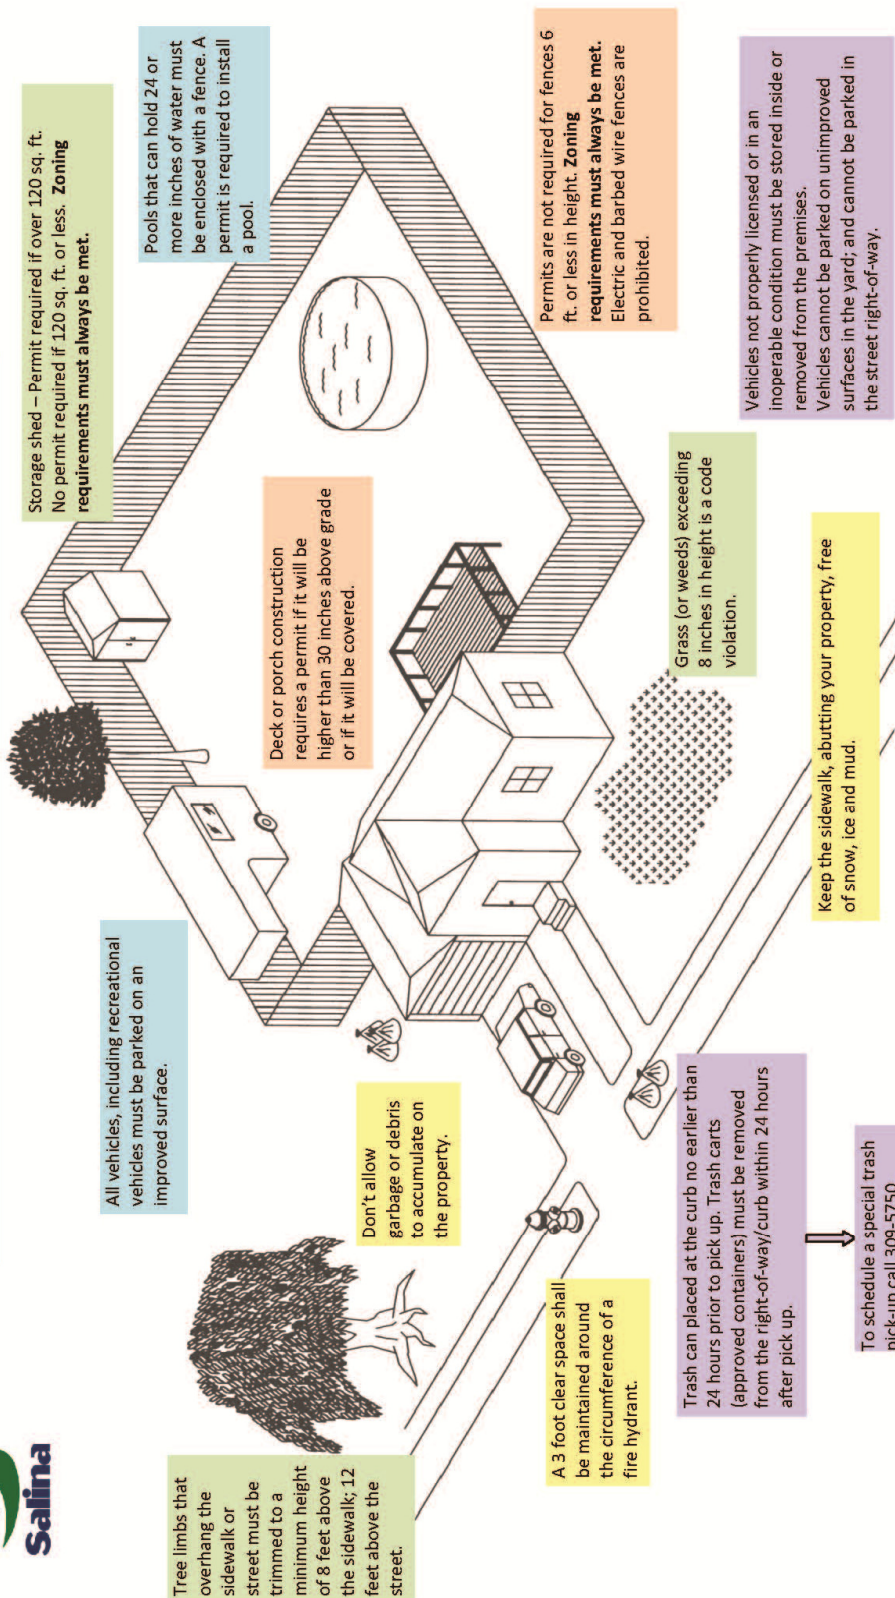 Salina
Tree limbs that
overhang the
sidewalk or
street must be
trimmed to a
minimum height
of 8 feet above
the sidewalk; 12
feet above the
street.
All vehicles, including recreational
vehicles must be parked on an
improved surface.
Storage shed – Permit required if over 120 sq. ft.
No permit required if 120 sq. ft. or less. Zoning
requirements must always be met.
Pools that can hold 24 or
more inches of water must
be enclosed with a fence. A
permit is required to install
a pool.
Don't allow
garbage or debris
to accumulate on
the property.
Deck or porch construction
requires a permit if it will be
higher than 30 inches above grade
or if it will be covered.
A 3 foot clear space shall
be maintained around
the circumference of a
fire hydrant.
Permits are not required for fences 6
ft. or less in height. Zoning
requirements must always be met.
Electric and barbed wire fences are
prohibited.
Grass (or weeds) exceeding
8 inches in height is a code
violation.
Trash can placed at the curb no earlier than
24 hours prior to pick up. Trash carts
(approved containers) must be removed
from the right-of-way/curb within 24 hours
after pick up.
Keep the sidewalk, abutting your property, free
of snow, ice and mud.
Vehicles not properly licensed or in an
inoperable condition must be stored inside or
removed from the premises.
Vehicles cannot be parked on unimproved
surfaces in the yard; and cannot be parked in
the street right-of-way.
To schedule a special trash
pick-up call 309-5750